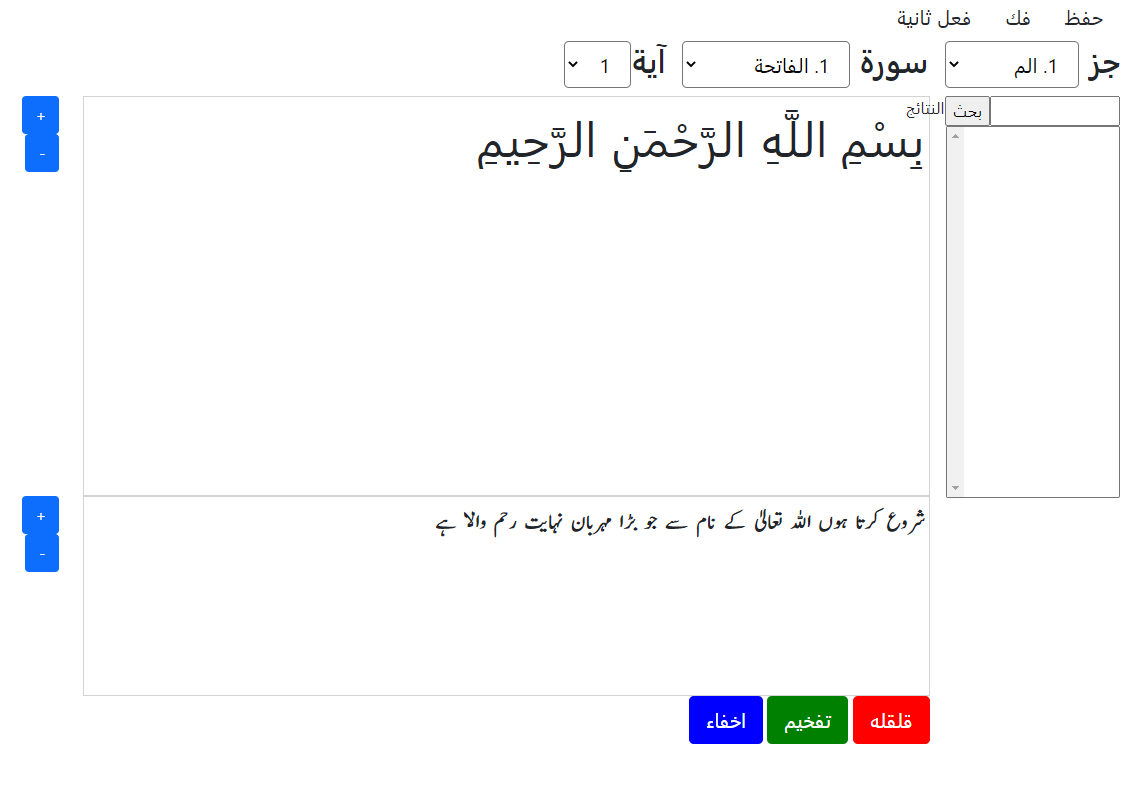 حفظ فك فعل ثانية
جز 1. الم سورة 1. الفاتحة آية 1
بحث النتائج +
-
بِسْمِ اللَّهِ الرَّحْمَنِ الرَّحِيمِ
+
-
شروع کرتا ہوں اللہ تعالیٰ کے نام سے جو بڑا مہربان نہایت رحم والا ہے
قلقله تفخيم اخفاء